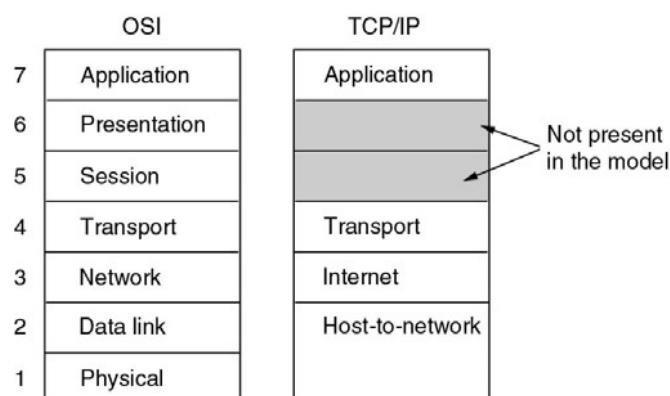 OSI TCP/IP
7 Application Application
6 Presentation
Not present
in the model
5 Session
4 Transport Transport
3 Network Internet
2 Data link Host-to-network
1 Physical